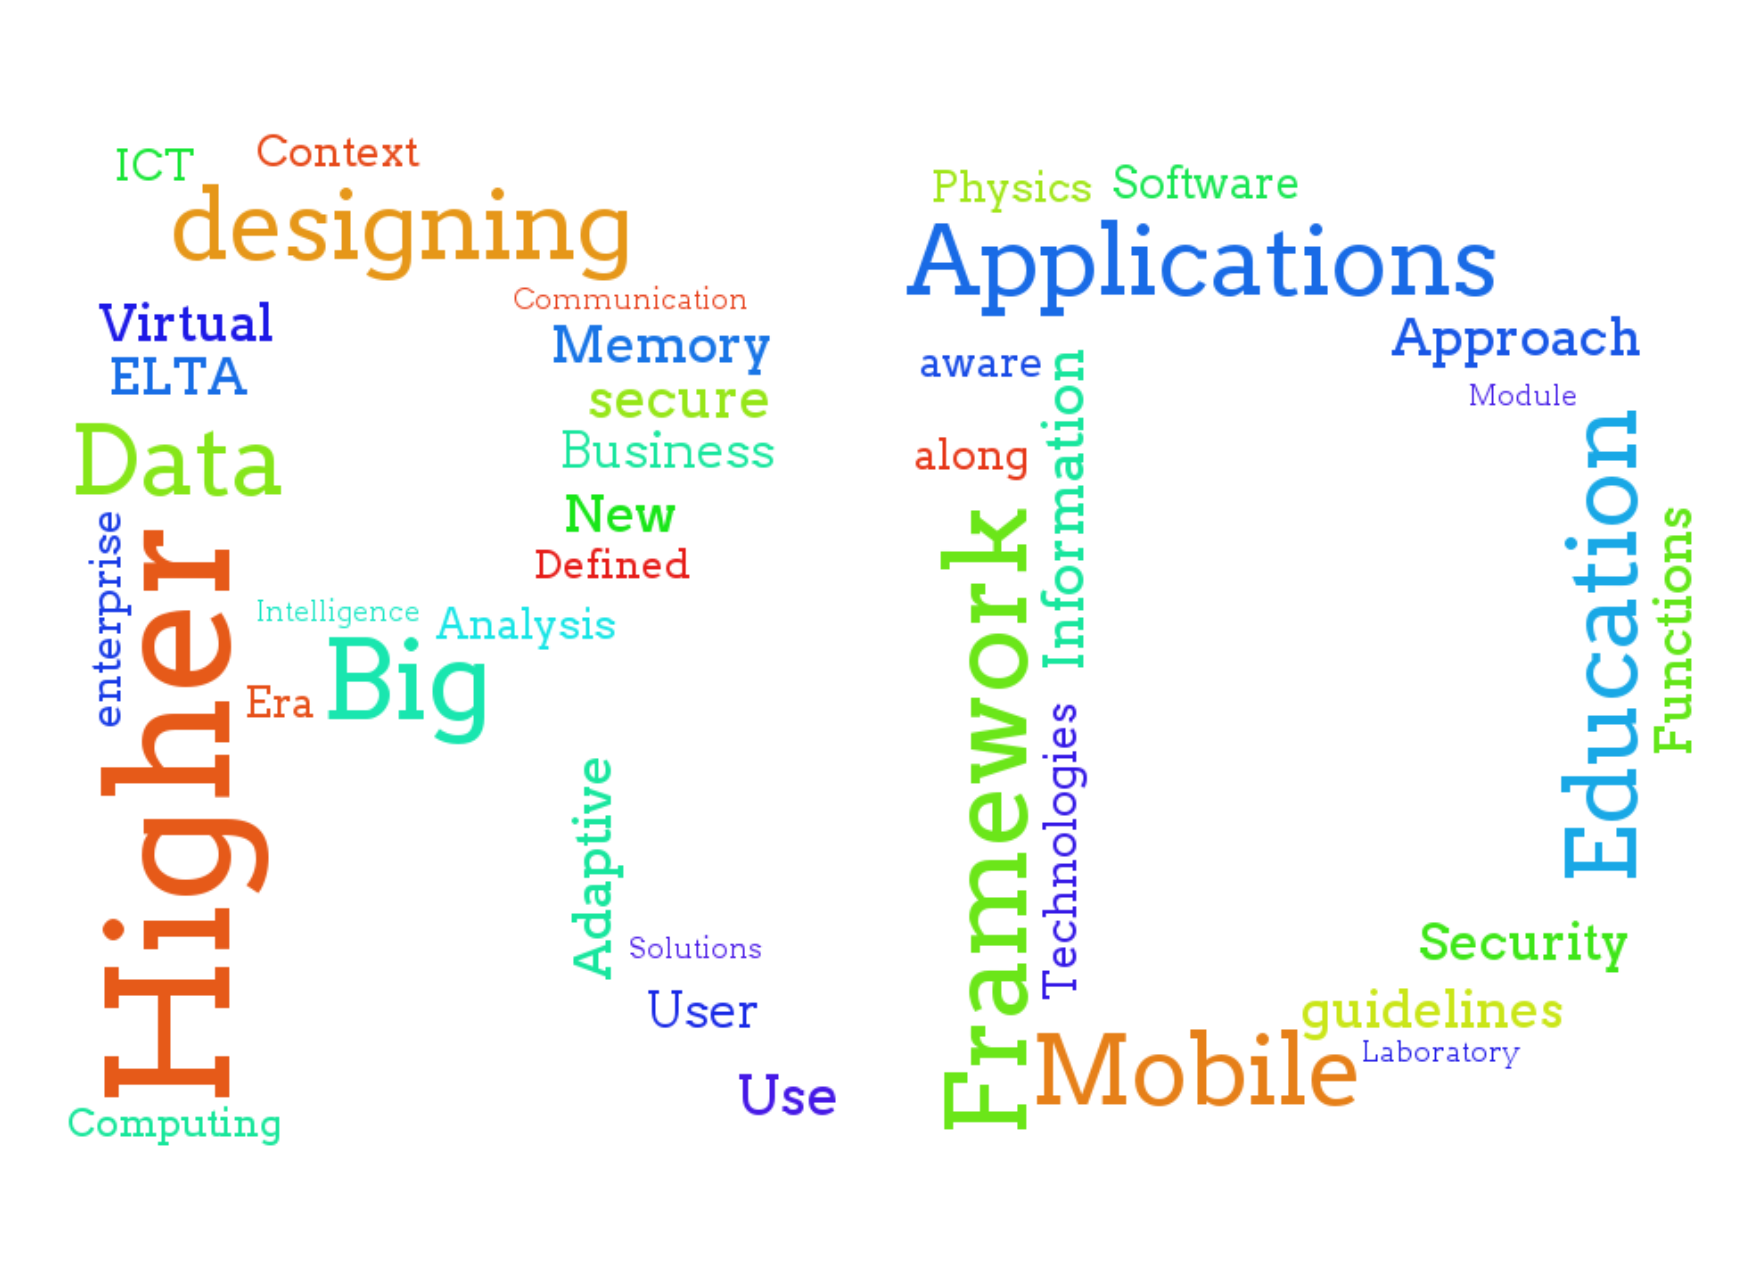 ICT
Context
designing
Virtual
ELTA
Communication
Memory
secure
Business
Data
New
Defined
enterprise
Higher
Intelligence
Analysis
Era
Big
Adaptive
Solutions
User
Use
Computing
Physics
Software
Applications
aware
Approach
Module
along
Information
Framework
Technologies
Education
Functions
Security
guidelines
Mobile
Laboratory